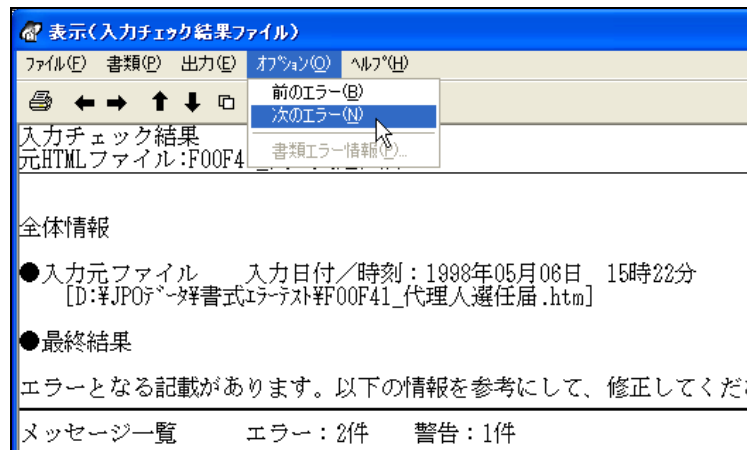 表示(入力チェック結果ファイル)
ファイル(F) 書類(P) 出力(E) オプション(O) ヘルプ(H)
前のエラー(B)
次のエラー(N)
書類エラー情報(P)...
入力チェック結果
元HTMLファイル:F00F4
全体情報
●入力元ファイル 入力日付/時刻:1998年05月06日 15時22分
[D:¥JPOデータ¥書式エラーテスト¥F00F41_代理人選任届.htm]
●最終結果
エラーとなる記載があります。以下の情報を参考にして、修正してくだ
メッセージ一覧 エラー:2件 警告:1件